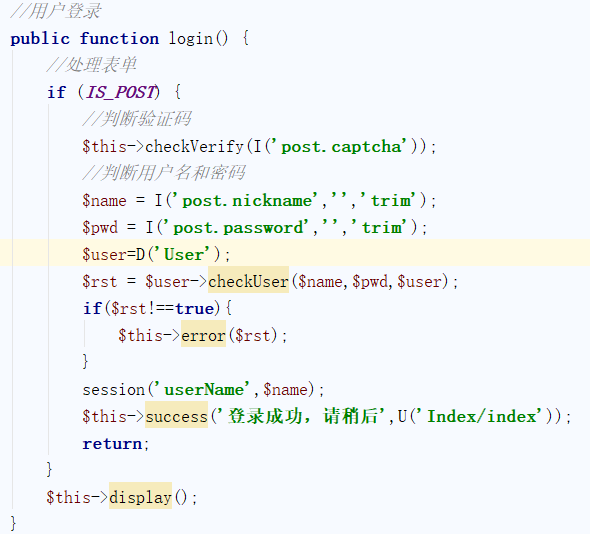 //用户登录
public function login() {
//处理表单
if (IS_POST) {
//判断验证码
$this->checkVerify(I('post.captcha'));
//判断用户名和密码
$name = I('post.nickname','','trim');
$pwd = I('post.password','','trim');
$user=D('User');
$rst = $user->checkUser($name,$pwd,$user);
if($rst!==true){
$this->error($rst);
}
session('userName',$name);
$this->success('登录成功，请稍后',U('Index/index'));
return;
}
$this->display();
}